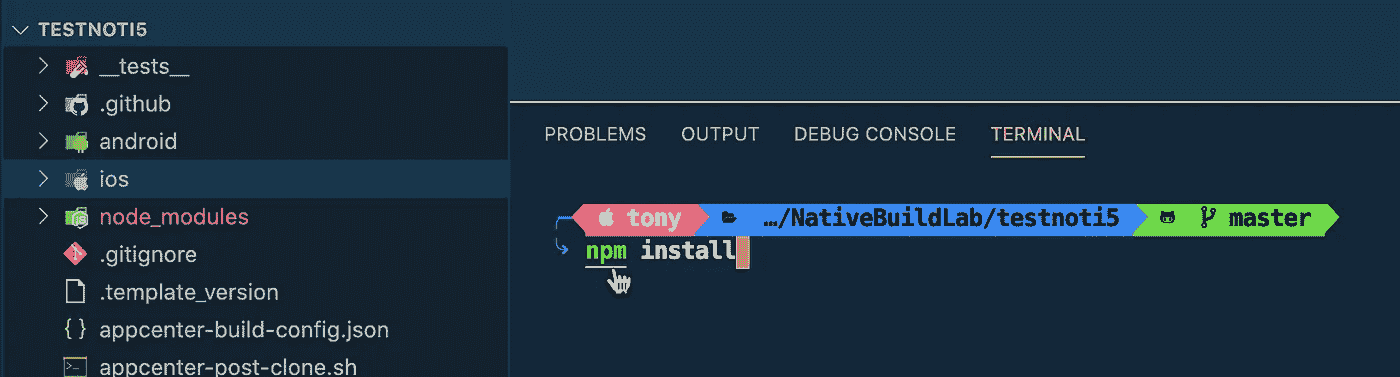 TESTNOTI5
__tests__
.github
android
ios
node_modules
.gitignore
.template_version
appcenter-build-config.json
appcenter-post-clone.sh
PROBLEMS OUTPUT DEBUG CONSOLE TERMINAL
tony …/NativeBuildLab/testnoti5 master
npm install